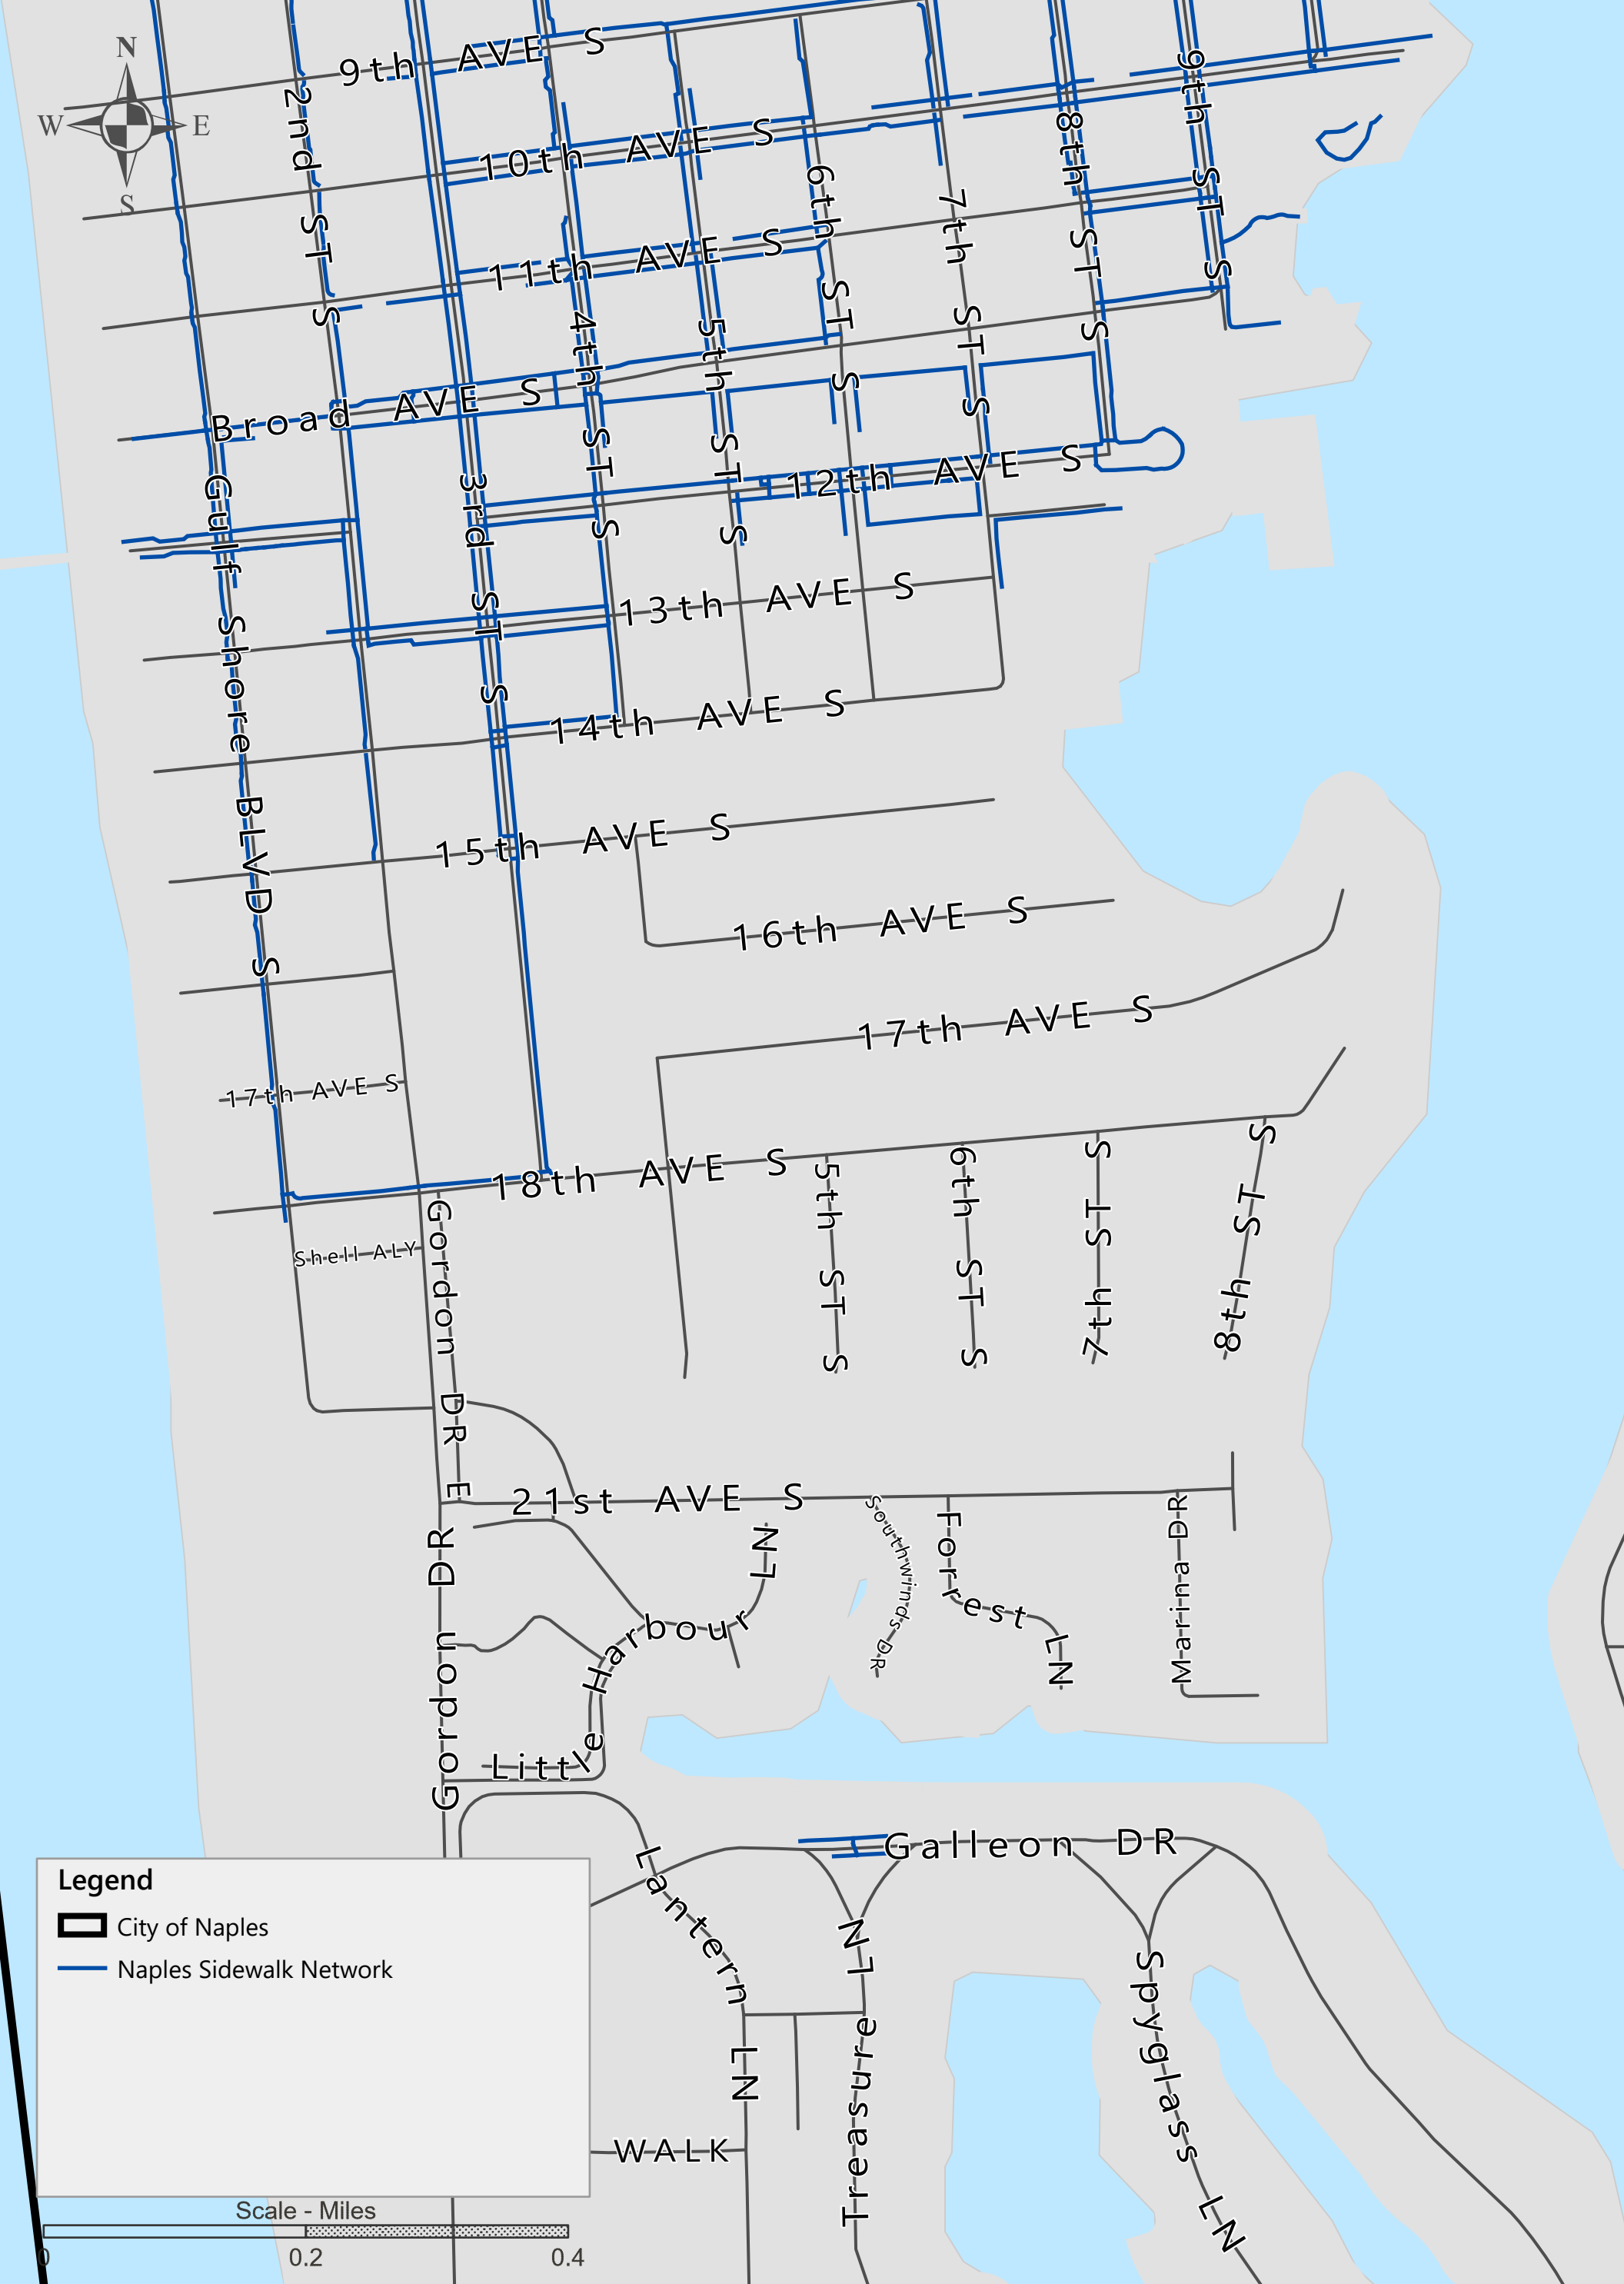 N
W
E
S
9th AVE S
2nd ST S
10th AVE S
11th AVE S
Broad AVE S
12th AVE S
13th AVE S
14th AVE S
15th AVE S
16th AVE S
17th AVE S
17th AVE S
18th AVE S
Gulf Shore BLVD S
3rd ST S
4th ST S
5th ST S
6th ST S
7th ST S
8th ST S
9th ST S
5th ST S
6th ST S
7th ST S
8th ST S
Shell ALY
Gordon DR E
21st AVE S
Gordon DR
Little Harbour LN
Southwinds DR
Forrest LN
Marina DR
Galleon DR
Lantern LN
Treasure LN
Spyglass LN
WALK
Legend
City of Naples
Naples Sidewalk Network
Scale - Miles
0
0.2
0.4